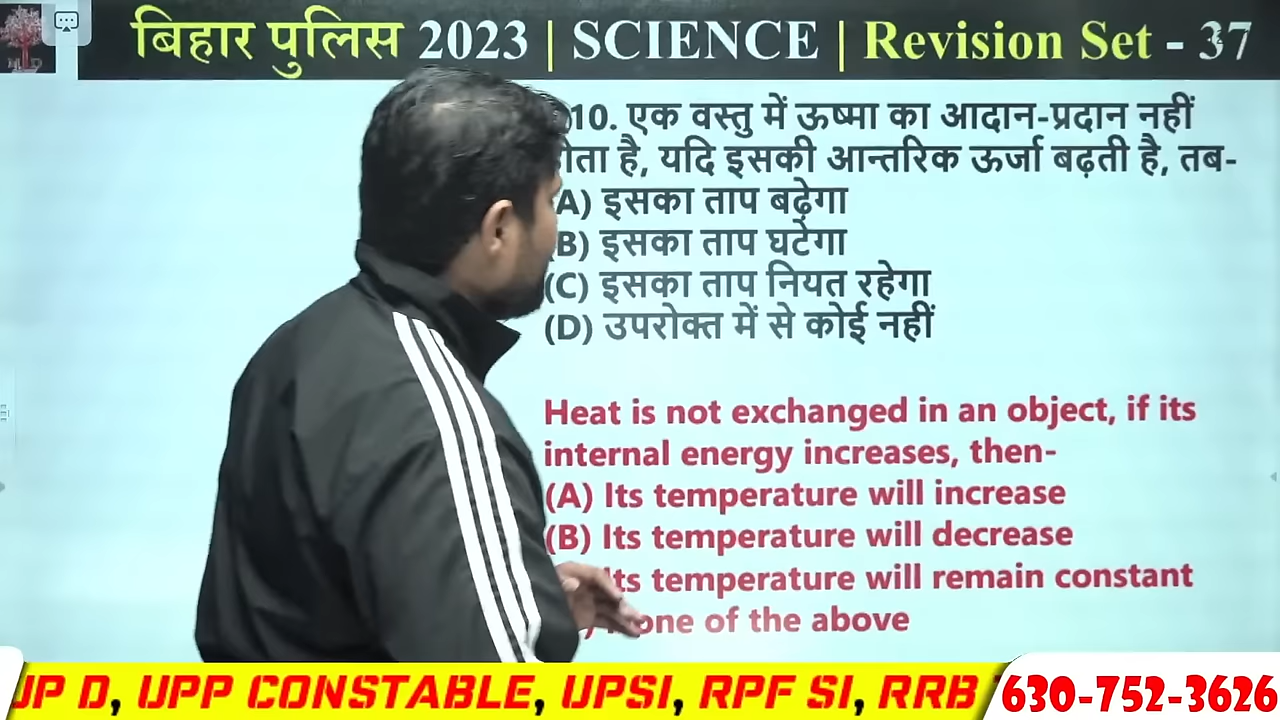 बिहार पुलिस 2023 | SCIENCE | Revision Set - 37
10. एक वस्तु में ऊष्मा का आदान-प्रदान नहीं
है, यदि इसकी आन्तरिक ऊर्जा बढ़ती है, तब-
(A) इसका ताप बढ़ेगा
(B) इसका ताप घटेगा
(C) इसका ताप नियत रहेगा
(D) उपरोक्त में से कोई नहीं
Heat is not exchanged in an object, if its
internal energy increases, then-
(A) Its temperature will increase
(B) Its temperature will decrease
Its temperature will remain constant
of the above
D, UPP CONSTABLE, UPSI, RPF SI, RRB
630-752-3626